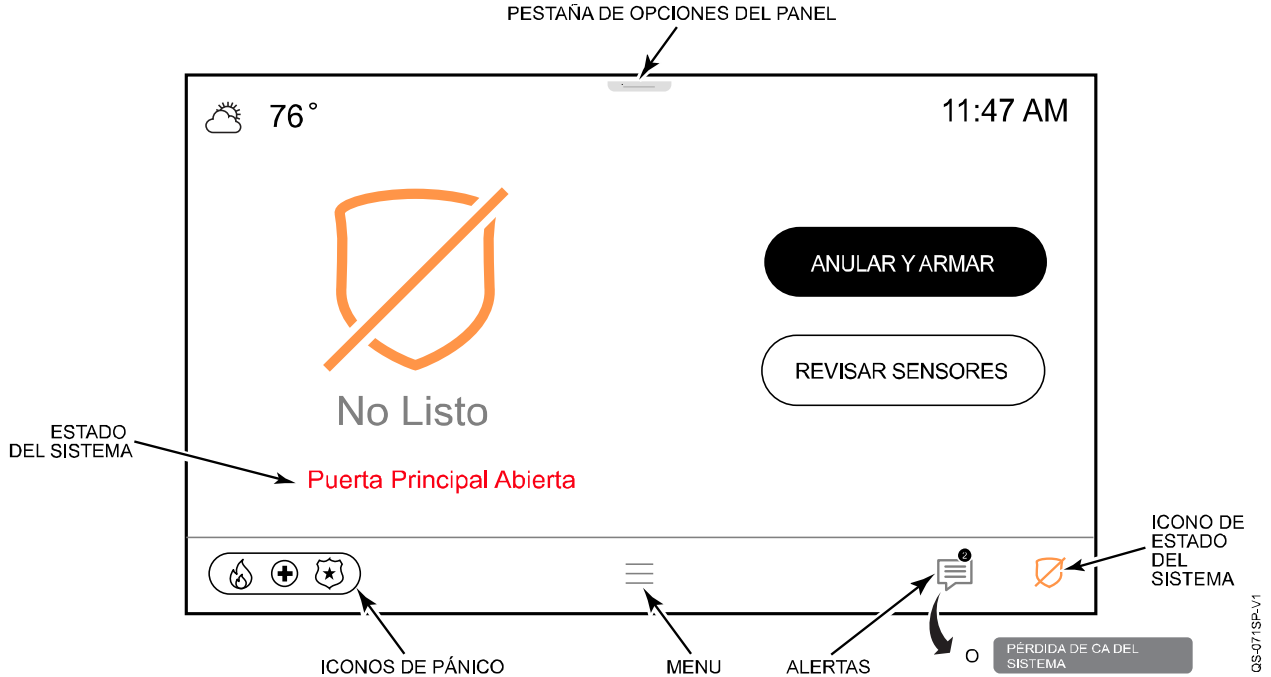 PESTAÑA DE OPCIONES DEL PANEL
76°
11:47 AM
ANULAR Y ARMAR
REVISAR SENSORES
No Listo
ESTADO
DEL SISTEMA
Puerta Principal Abierta
ICONO DE
ESTADO
DEL
SISTEMA
2
ICONOS DE PÁNICO
MENU
ALERTAS
O
PÉRDIDA DE CA DEL
SISTEMA
QS-071SP-V1